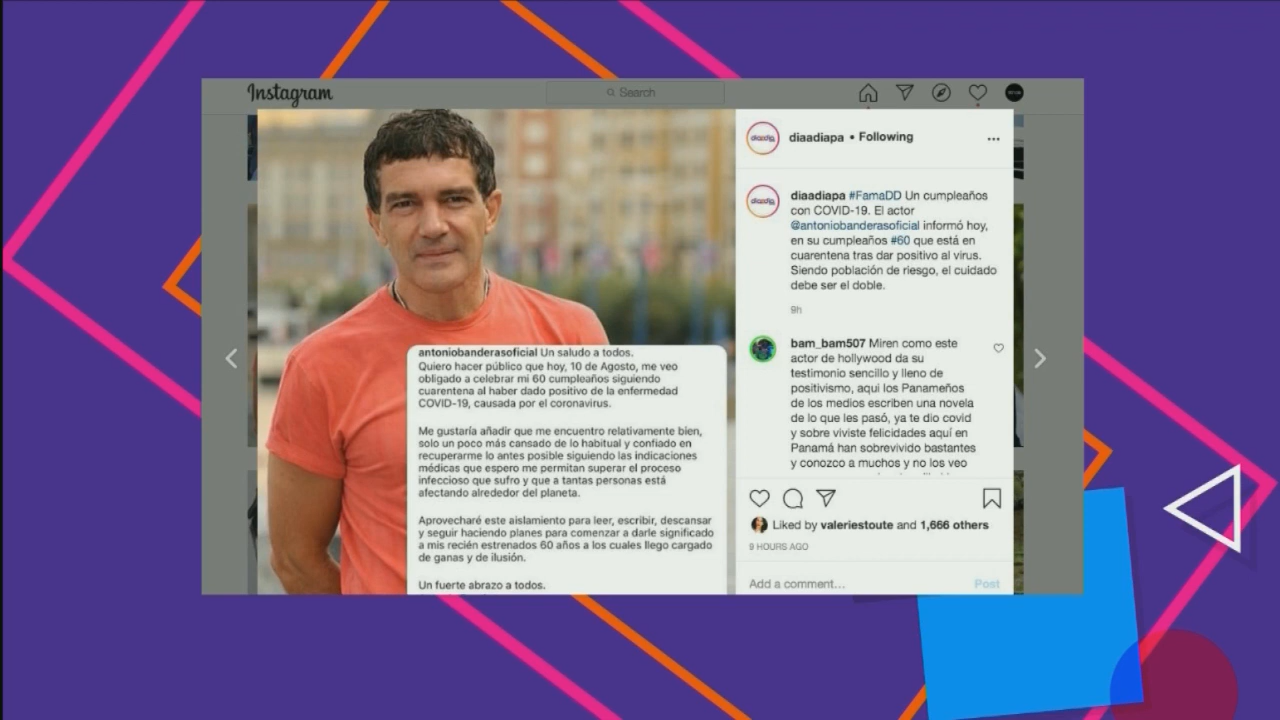 Instagram
Search
antoniobanderasoficial Un saludo a todos.
Quiero hacer público que hoy, 10 de Agosto, me veo
obligado a celebrar mi 60 cumpleaños siguiendo
cuarentena al haber dado positivo de la enfermedad
COVID-19, causada por el coronavirus.
Me gustaría añadir que me encuentro relativamente bien,
solo un poco más cansado de lo habitual y confiado en
recuperarme lo antes posible siguiendo las indicaciones
médicas que espero me permitan superar el proceso
infeccioso que sufro y que a tantas personas está
afectando alrededor del planeta.
Aprovecharé este aislamiento para leer, escribir, descansar
y seguir haciendo planes para comenzar a darle significado
a mis recién estrenados 60 años a los cuales llego cargado
de ganas y de ilusión.
Un fuerte abrazo a todos.
diaadiapa • Following
diaadiapa #FamaDD Un cumpleaños
con COVID-19. El actor
@antoniobanderasoficial informó hoy,
en su cumpleaños #60 que está en
cuarentena tras dar positivo al virus.
Siendo población de riesgo, el cuidado
debe ser el doble.
9h
bam_bam507 Miren como este
actor de hollywood da su
testimonio sencillo y lleno de
positivismo, aqui los Panameños
de los medios escriben una novela
de lo que les pasó, ya te dio covid
y sobre viviste felicidades aquí en
Panamá han sobrevivido bastantes
y conozco a muchos y no los veo
Liked by valeriestoute and 1,666 others
9 HOURS AGO
Add a comment...
Post